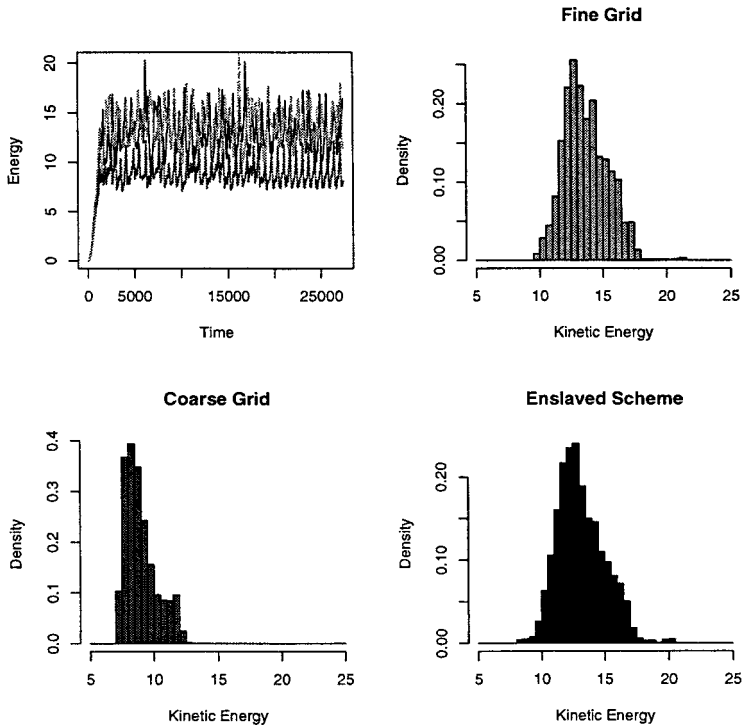 Fine Grid
20
15
10
5
0
Energy
0 5000 15000 25000
Time
0.20
0.10
0.00
Density
5 10 15 20 25
Kinetic Energy
Coarse Grid
0.4
0.3
0.2
0.1
0.0
Density
5 10 15 20 25
Kinetic Energy
Enslaved Scheme
0.20
0.10
0.00
Density
5 10 15 20 25
Kinetic Energy